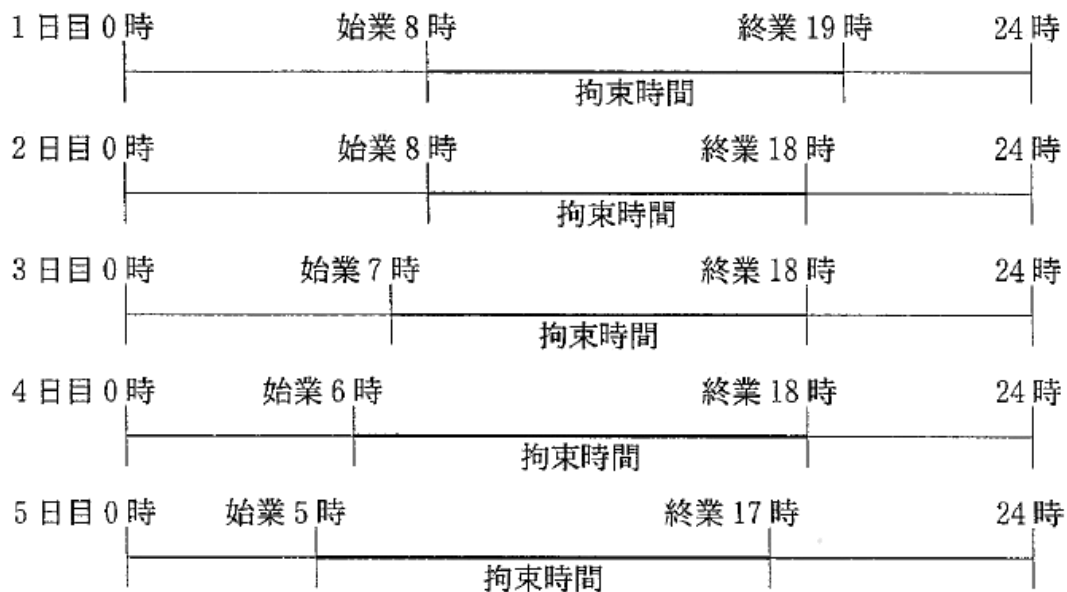 1日目0時 始業8時 終業19時 24時
拘束時間
2日目0時 始業8時 終業18時 24時
拘束時間
3日目0時 始業7時 終業18時 24時
拘束時間
4日目0時 始業6時 終業18時 24時
拘束時間
5日目0時 始業5時 終業17時 24時
拘束時間